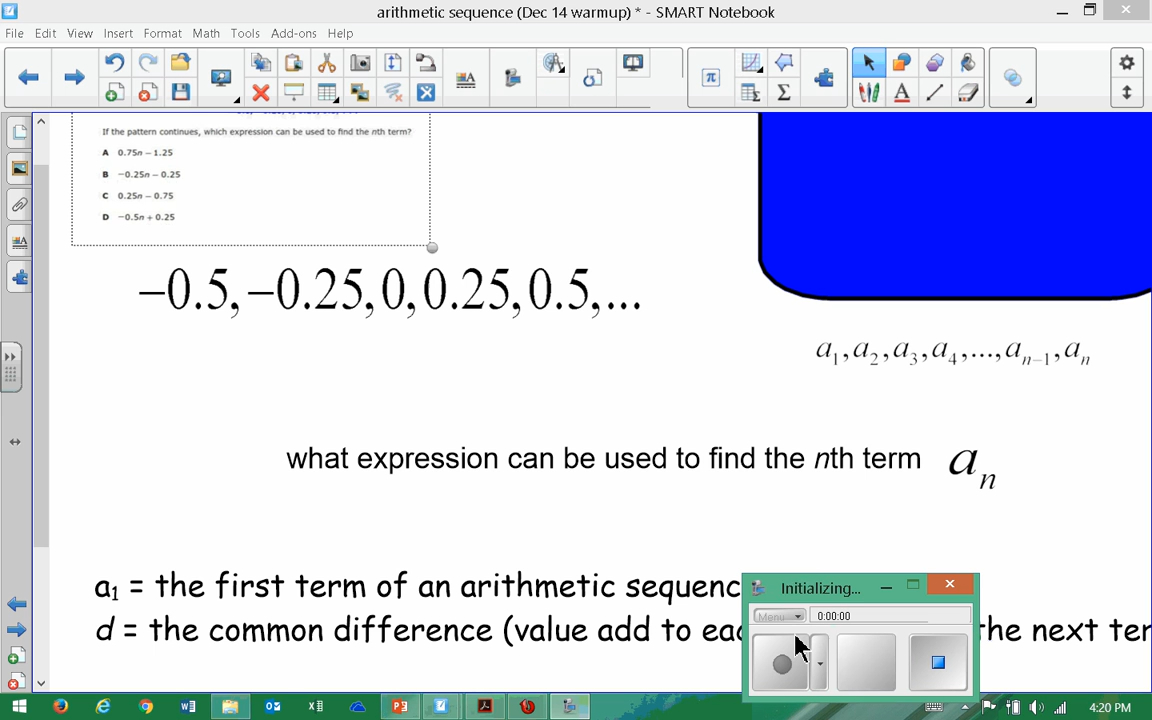 arithmetic sequence (Dec 14 warmup) * - SMART Notebook
File Edit View Insert Format Math Tools Add-ons Help
If the pattern continues, which expression can be used to find the nth term?
A 0.75n − 1.25
B −0.25n − 0.25
C 0.25n − 0.75
D −0.5n + 0.25
−0.5, −0.25, 0, 0.25, 0.5, ...
a₁, a₂, a₃, a₄, ..., aₙ₋₁, aₙ
what expression can be used to find the nth term aₙ
a₁ = the first term of an arithmetic sequenc
d = the common difference (value add to ea
the next ter
Initializing...
Menu 0:00:00
4:20 PM